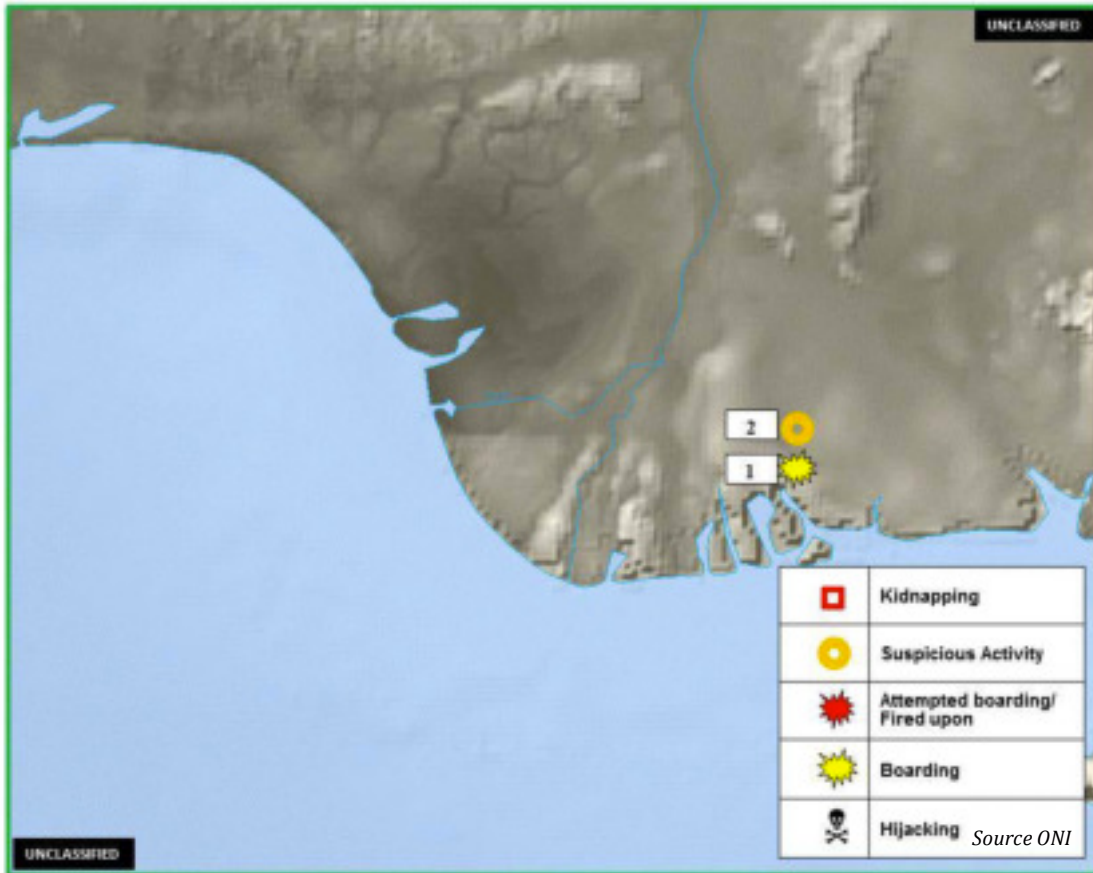 UNCLASSIFIED
2
1
Kidnapping
Suspicious Activity
Attempted boarding/
Fired upon
Boarding
Hijacking
Source ONI
UNCLASSIFIED